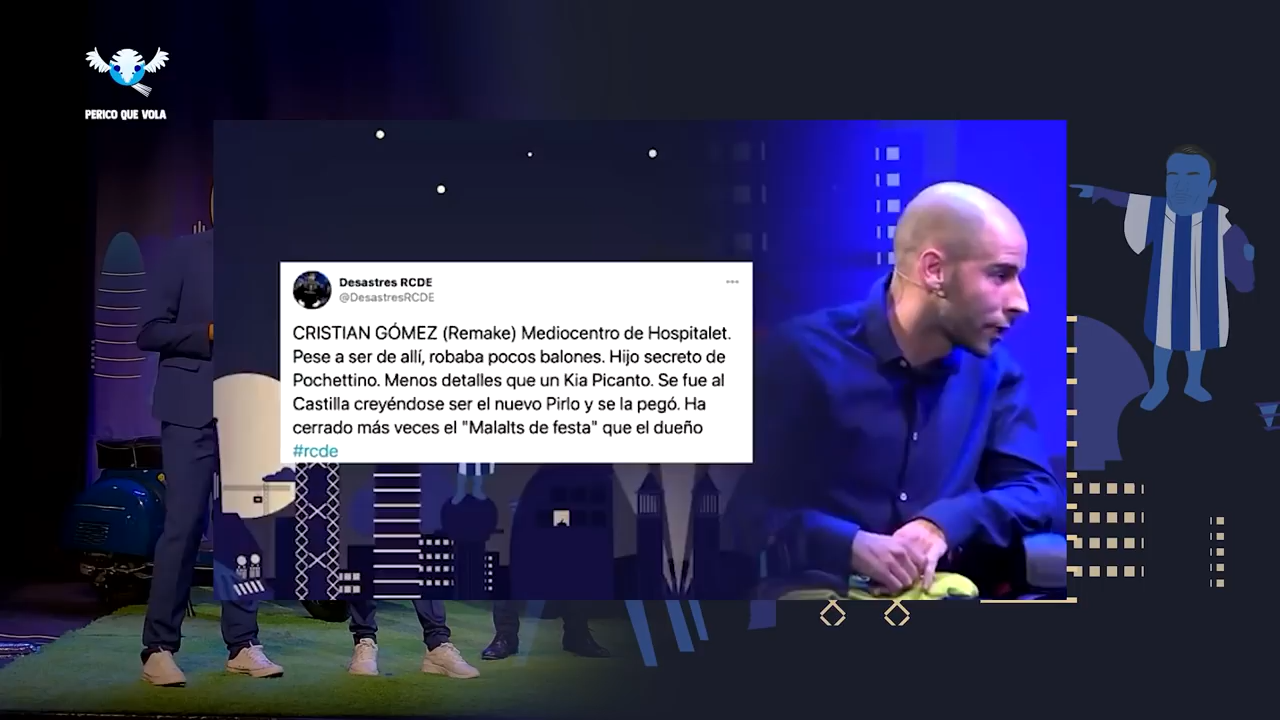 PERICO QUE VOLA
Desastres RCDE
@DesastresRCDE
CRISTIAN GÓMEZ (Remake) Mediocentro de Hospitalet.
Pese a ser de allí, robaba pocos balones. Hijo secreto de
Pochettino. Menos detalles que un Kia Picanto. Se fue al
Castilla creyéndose ser el nuevo Pirlo y se la pegó. Ha
cerrado más veces el "Malalts de festa" que el dueño
#rcde